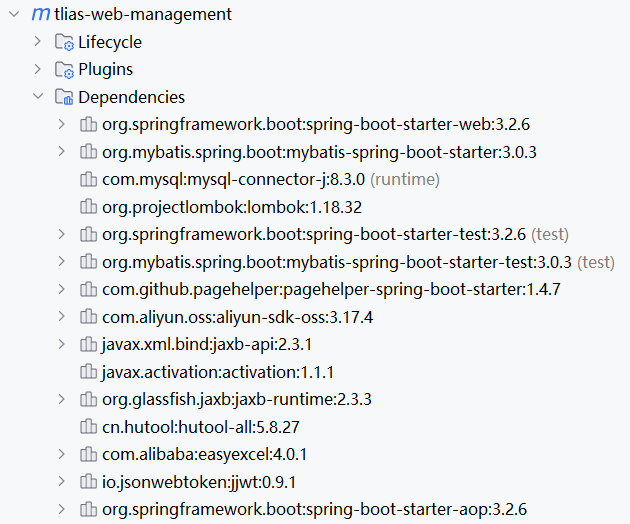 m tlias-web-management
Lifecycle
Plugins
Dependencies
org.springframework.boot:spring-boot-starter-web:3.2.6
org.mybatis.spring.boot:mybatis-spring-boot-starter:3.0.3
com.mysql:mysql-connector-j:8.3.0 (runtime)
org.projectlombok:lombok:1.18.32
org.springframework.boot:spring-boot-starter-test:3.2.6 (test)
org.mybatis.spring.boot:mybatis-spring-boot-starter-test:3.0.3 (test)
com.github.pagehelper:pagehelper-spring-boot-starter:1.4.7
com.aliyun.oss:aliyun-sdk-oss:3.17.4
javax.xml.bind:jaxb-api:2.3.1
javax.activation:activation:1.1.1
org.glassfish.jaxb:jaxb-runtime:2.3.3
cn.hutool:hutool-all:5.8.27
com.alibaba:easyexcel:4.0.1
io.jsonwebtoken:jjwt:0.9.1
org.springframework.boot:spring-boot-starter-aop:3.2.6